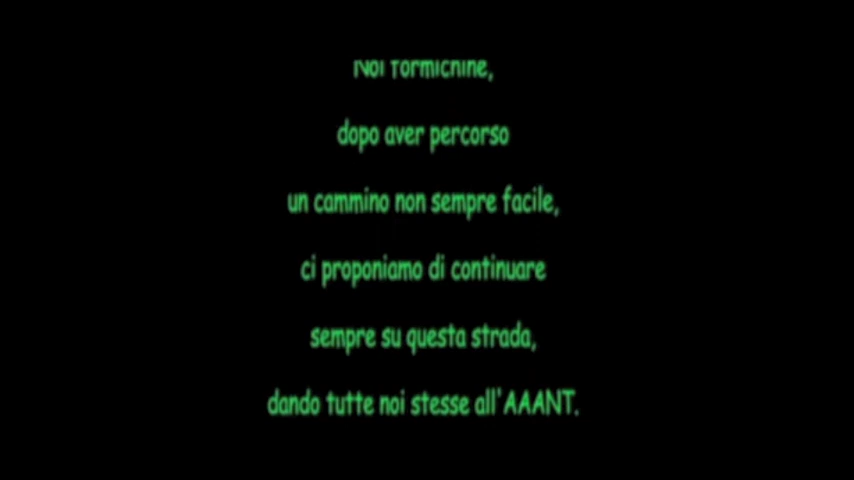 Noi formichine,
dopo aver percorso
un cammino non sempre facile,
ci proponiamo di continuare
sempre su questa strada,
dando tutte noi stesse all'AAANT.